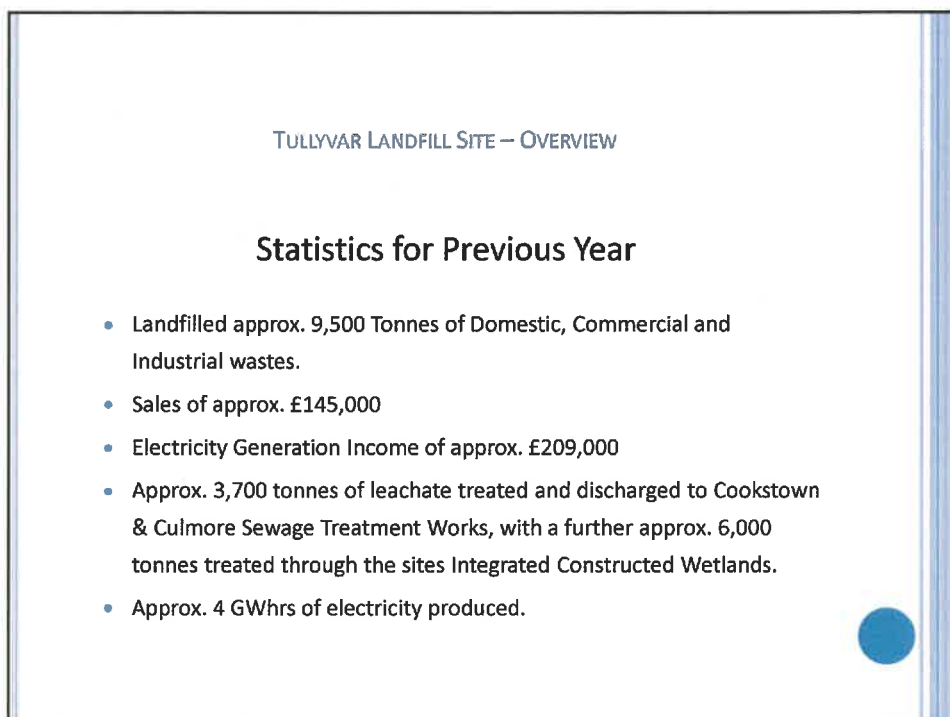 TULLYVAR LANDFILL SITE – OVERVIEW
Statistics for Previous Year
• Landfilled approx. 9,500 Tonnes of Domestic, Commercial and
Industrial wastes.
• Sales of approx. £145,000
• Electricity Generation Income of approx. £209,000
• Approx. 3,700 tonnes of leachate treated and discharged to Cookstown
& Culmore Sewage Treatment Works, with a further approx. 6,000
tonnes treated through the sites Integrated Constructed Wetlands.
• Approx. 4 GWhrs of electricity produced.